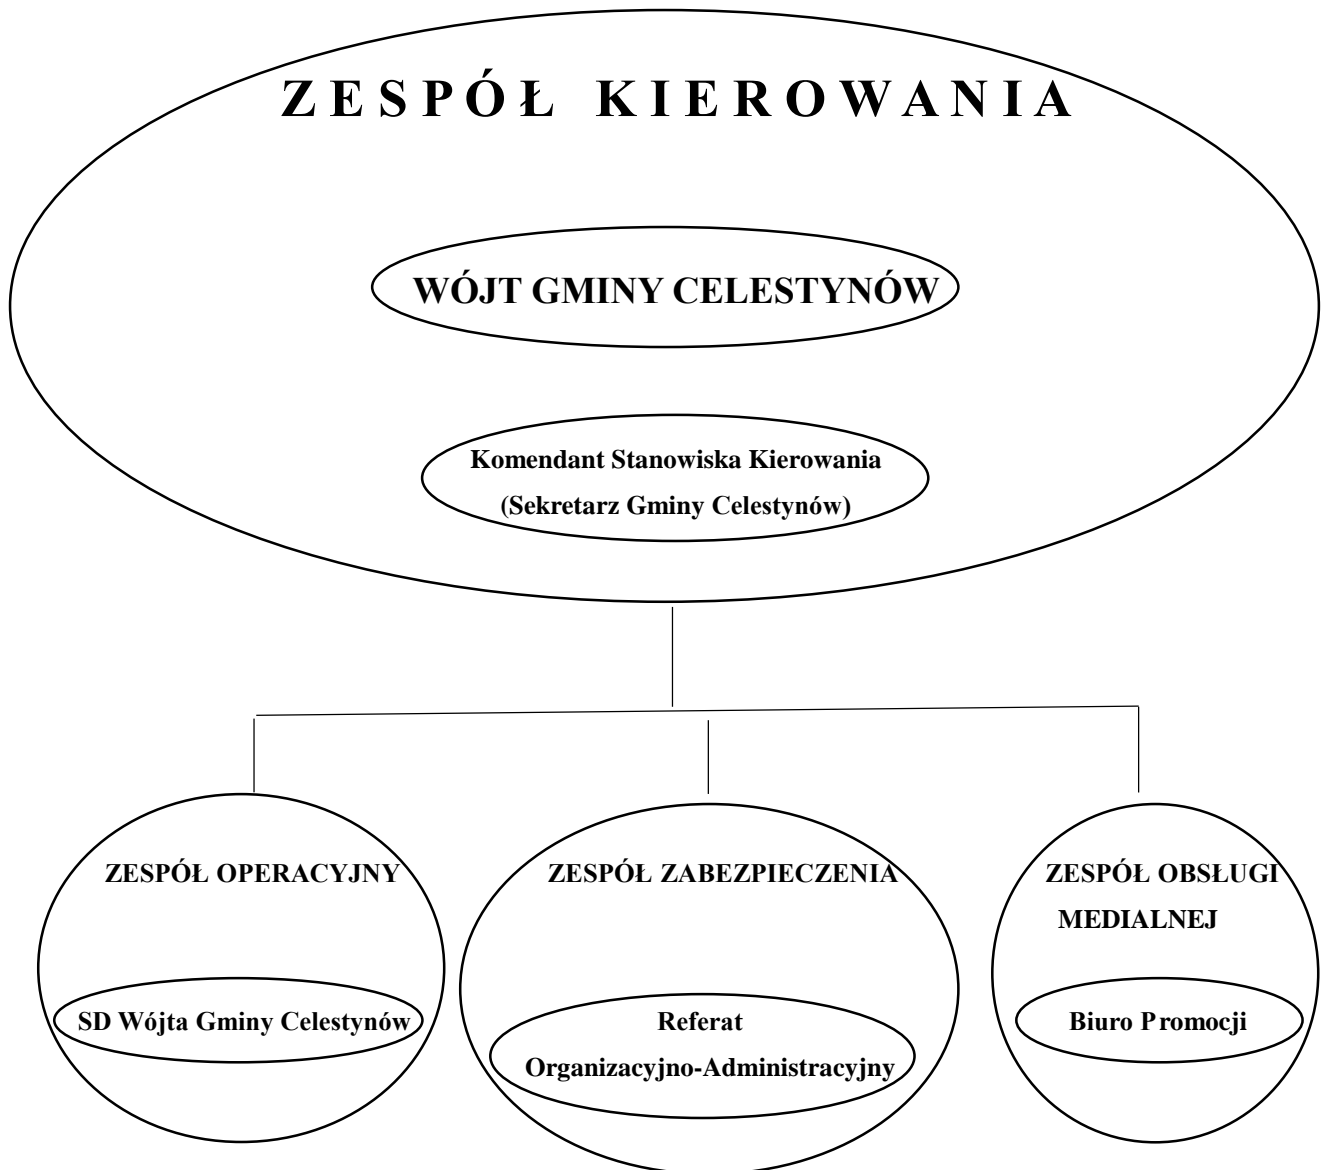 ZESPÓŁ KIEROWANIA
WÓJT GMINY CELESTYNÓW
Komendant Stanowiska Kierowania
(Sekretarz Gminy Celestynów)
ZESPÓŁ OPERACYJNY
SD Wójta Gminy Celestynów
ZESPÓŁ ZABEZPIECZENIA
Referat
Organizacyjno-Administracyjny
ZESPÓŁ OBSŁUGI
MEDIALNEJ
Biuro Promocji